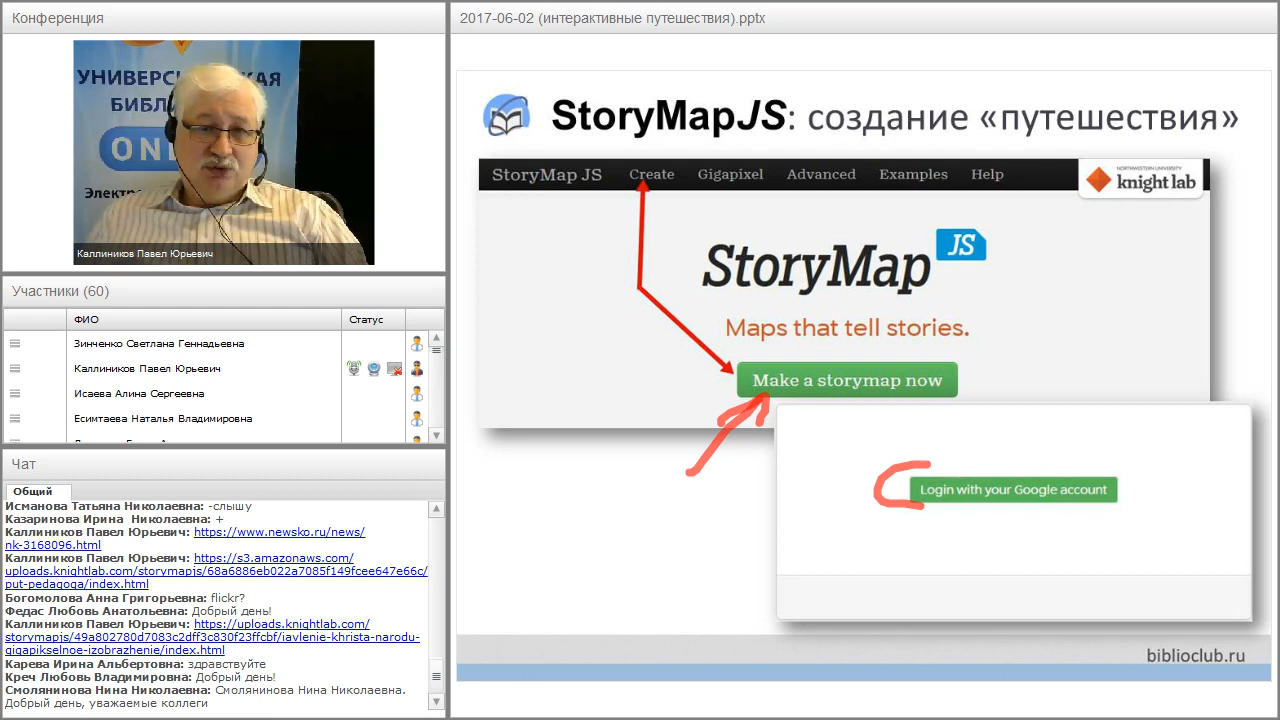 Конференция
УНИВЕРСИТЕТСКАЯ
БИБЛ
ON
Элект
Каллиников Павел Юрьевич
Участники (60)
ФИО
Статус
Зинченко Светлана Геннадьевна
Каллиников Павел Юрьевич
Исаева Алина Сергеевна
Есимтаева Наталья Владимировна
Чат
Общий
Исманова Татьяна Николаевна: -слышу
Казаринова Ирина Николаевна: +
Каллиников Павел Юрьевич: https://www.newsko.ru/news/
nk-3168096.html
Каллиников Павел Юрьевич: https://s3.amazonaws.com/
uploads.knightlab.com/storymapjs/68a6886eb022a7085f149fcee647e66c/
put-pedagoga/index.html
Богомолова Анна Григорьевна: flickr?
Федас Любовь Анатольевна: Добрый день!
Каллиников Павел Юрьевич: https://uploads.knightlab.com/
storymapjs/49a802780d7083c2dff3c830f23ffcbf/iavlenie-khrista-narodu-
gigapikselnoe-izobrazhenie/index.html
Карева Ирина Альбертовна: здравствуйте
Креч Любовь Владимировна: Добрый день!
Смолянинова Нина Николаевна: Смолянинова Нина Николаевна.
Добрый день, уважаемые коллеги
2017-06-02 (интерактивные путешествия).pptx
StoryMapJS: создание «путешествия»
StoryMap JS Create Gigapixel Advanced Examples Help
NORTHWESTERN UNIVERSITY
knight lab
StoryMap JS
Maps that tell stories.
Make a storymap now
Login with your Google account
biblioclub.ru